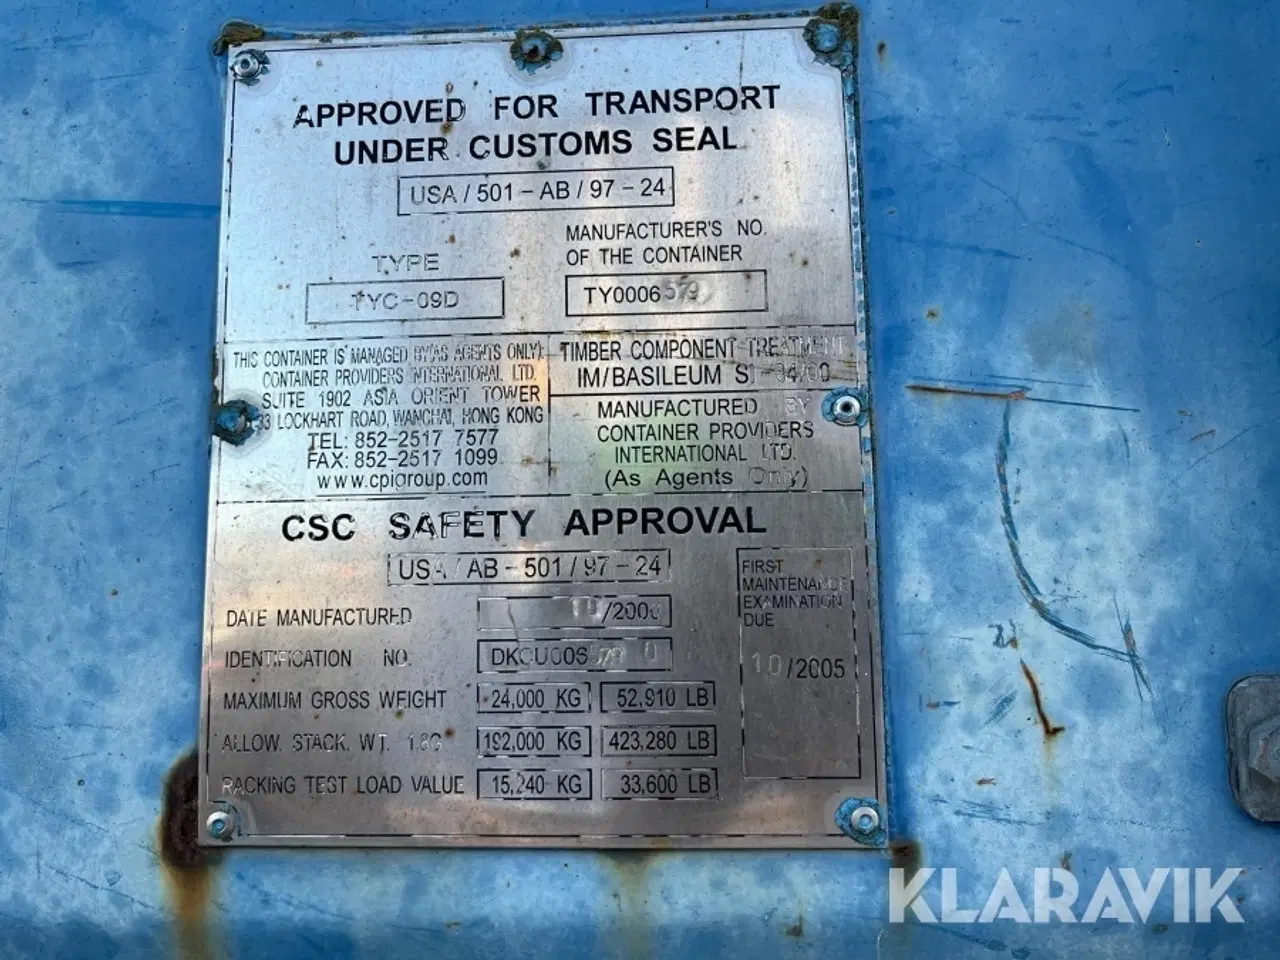 APPROVED FOR TRANSPORT
UNDER CUSTOMS SEAL
USA/501-AB/97-24
TYPE
TYC-09D
MANUFACTURER'S NO.
OF THE CONTAINER
TY0006579
THIS CONTAINER IS MANAGED BY(AS AGENTS ONLY):
CONTAINER PROVIDERS INTERNATIONAL LTD.
SUITE 1902 ASIA ORIENT TOWER
33 LOCKHART ROAD, WANCHAI, HONG KONG
TEL: 852-2517 7577
FAX: 852-2517 1099
www.cpigroup.com
TIMBER COMPONENT TREATMENT
IM/BASILEUM
MANUFACTURED BY
CONTAINER PROVIDERS
INTERNATIONAL LTD.
(As Agents Only)
CSC SAFETY APPROVAL
USA/AB-501/97-24
DATE MANUFACTURED
/2000
IDENTIFICATION NO.
MAXIMUM GROSS WEIGHT 24,000 KG 52,910 LB
ALLOW. STACK. WT. 1.8G 192,000 KG 423,280 LB
RACKING TEST LOAD VALUE 15,240 KG 33,600 LB
FIRST
MAINTENANCE
EXAMINATION
DUE
10/2005
KLARAVIK